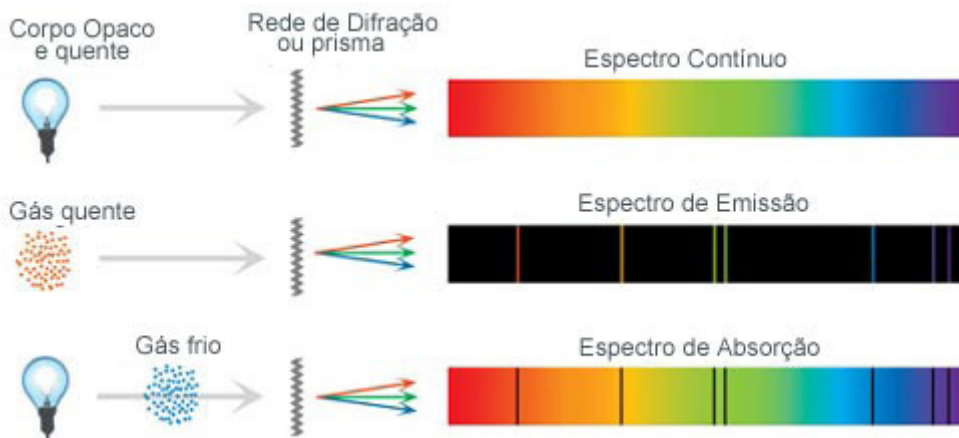 Corpo Opaco
e quente
Rede de Difração
ou prisma
Espectro Contínuo
Gás quente
Espectro de Emissão
Gás frio
Espectro de Absorção